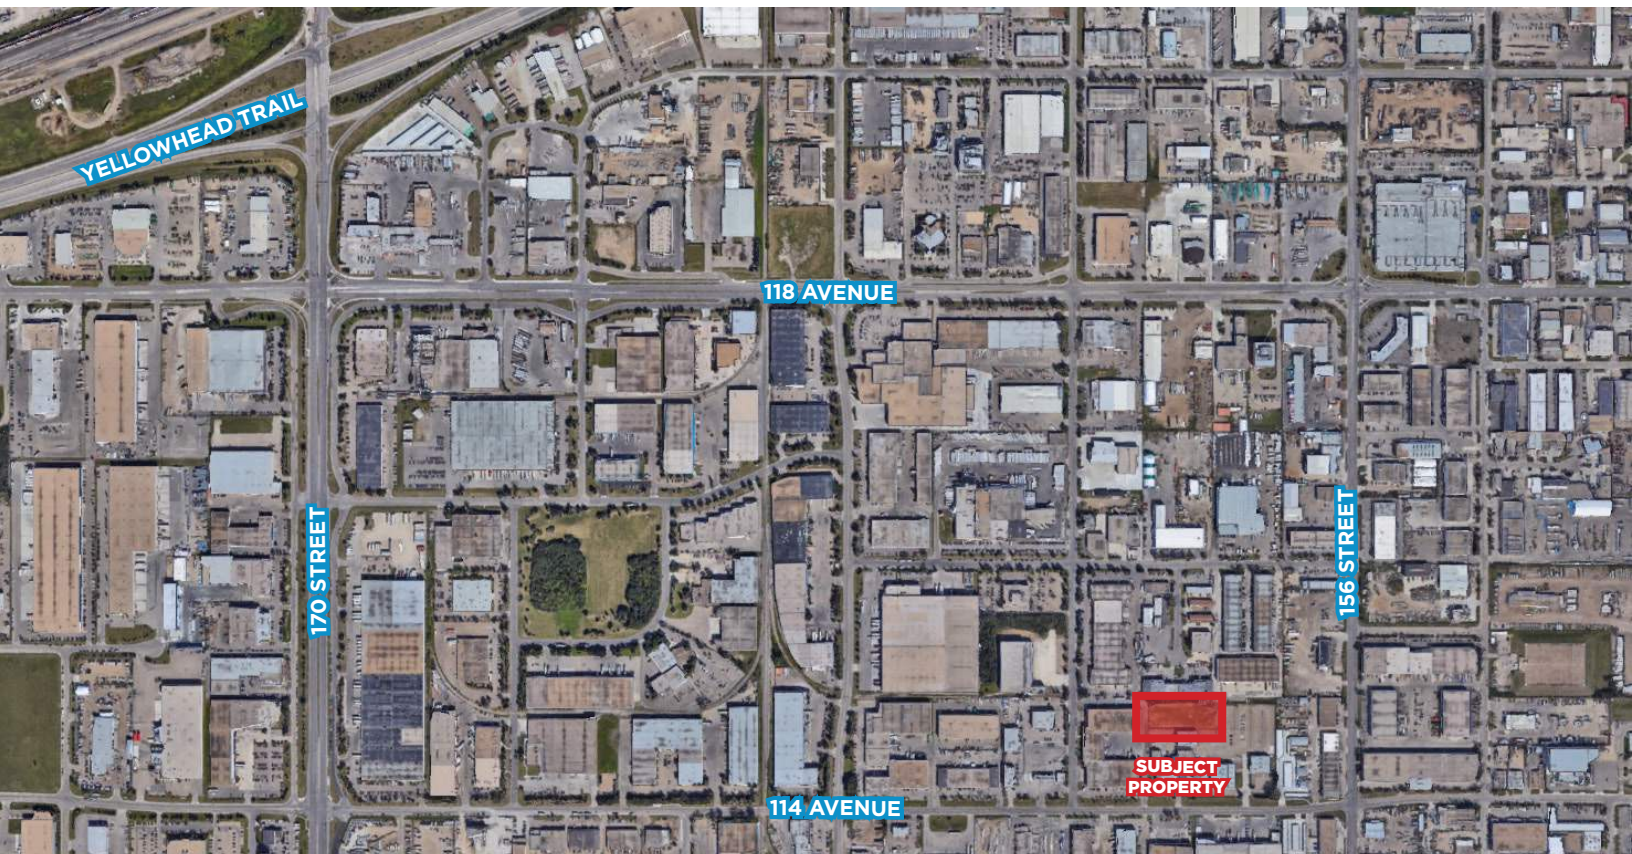 YELLOWHEAD TRAIL
118 AVENUE
170 STREET
156 STREET
SUBJECT
PROPERTY
114 AVENUE